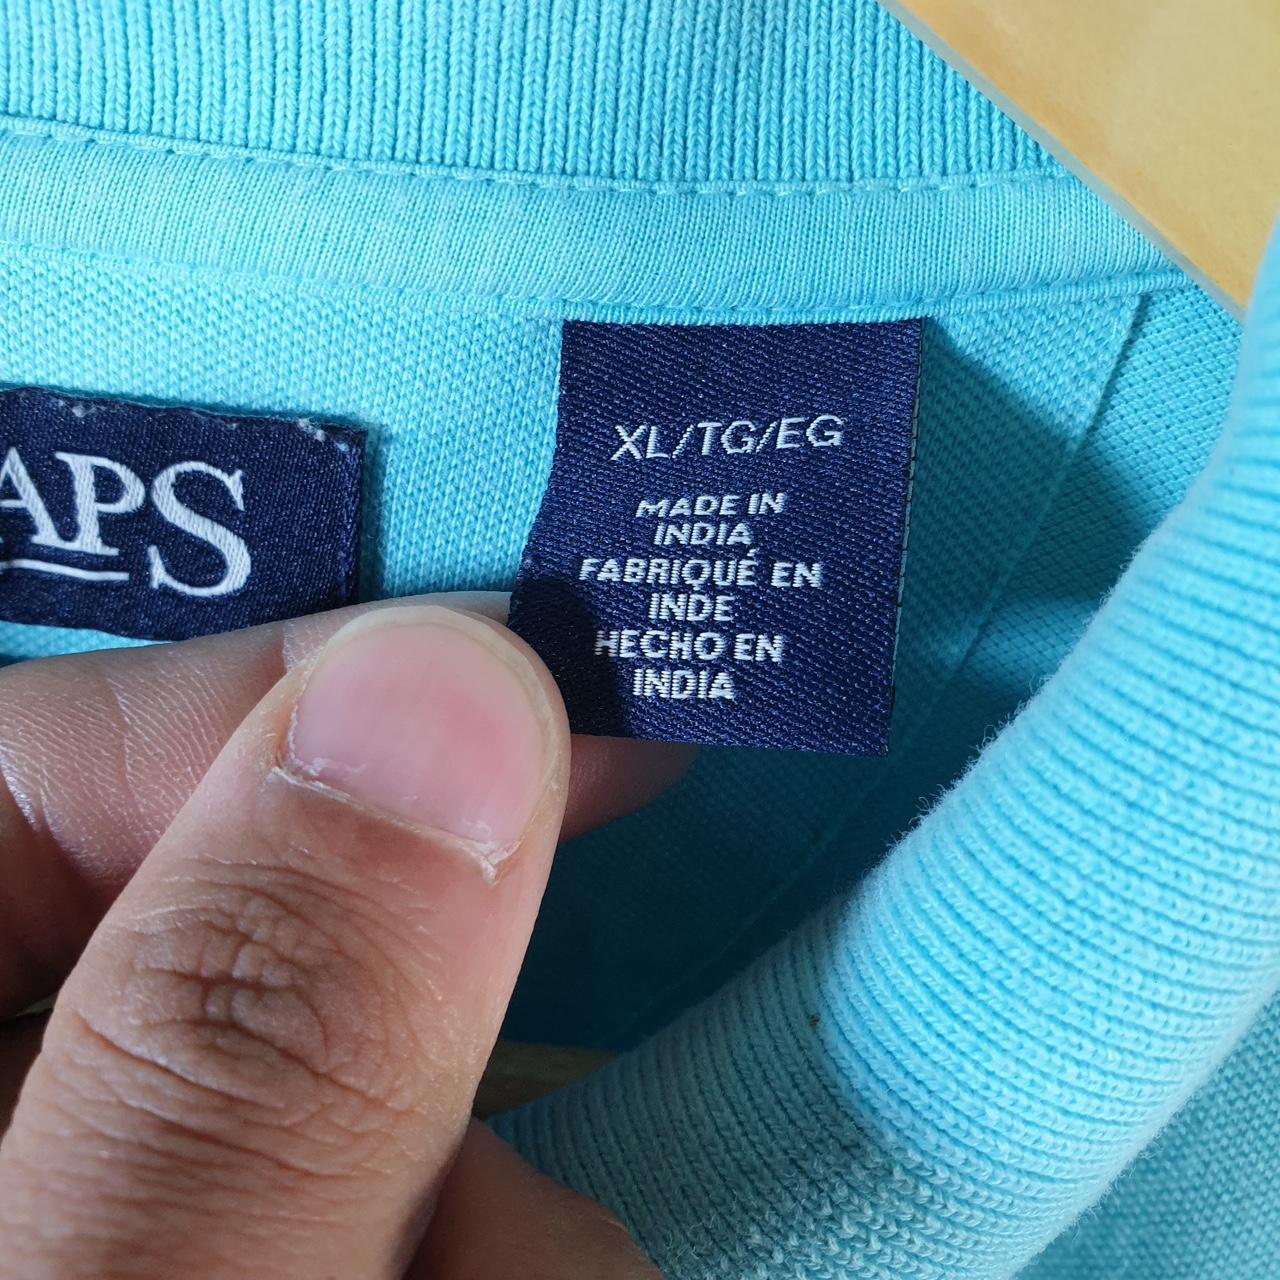 APS
XL/TG/EG
MADE IN
INDIA
FABRIQUÉ EN
INDE
HECHO EN
INDIA